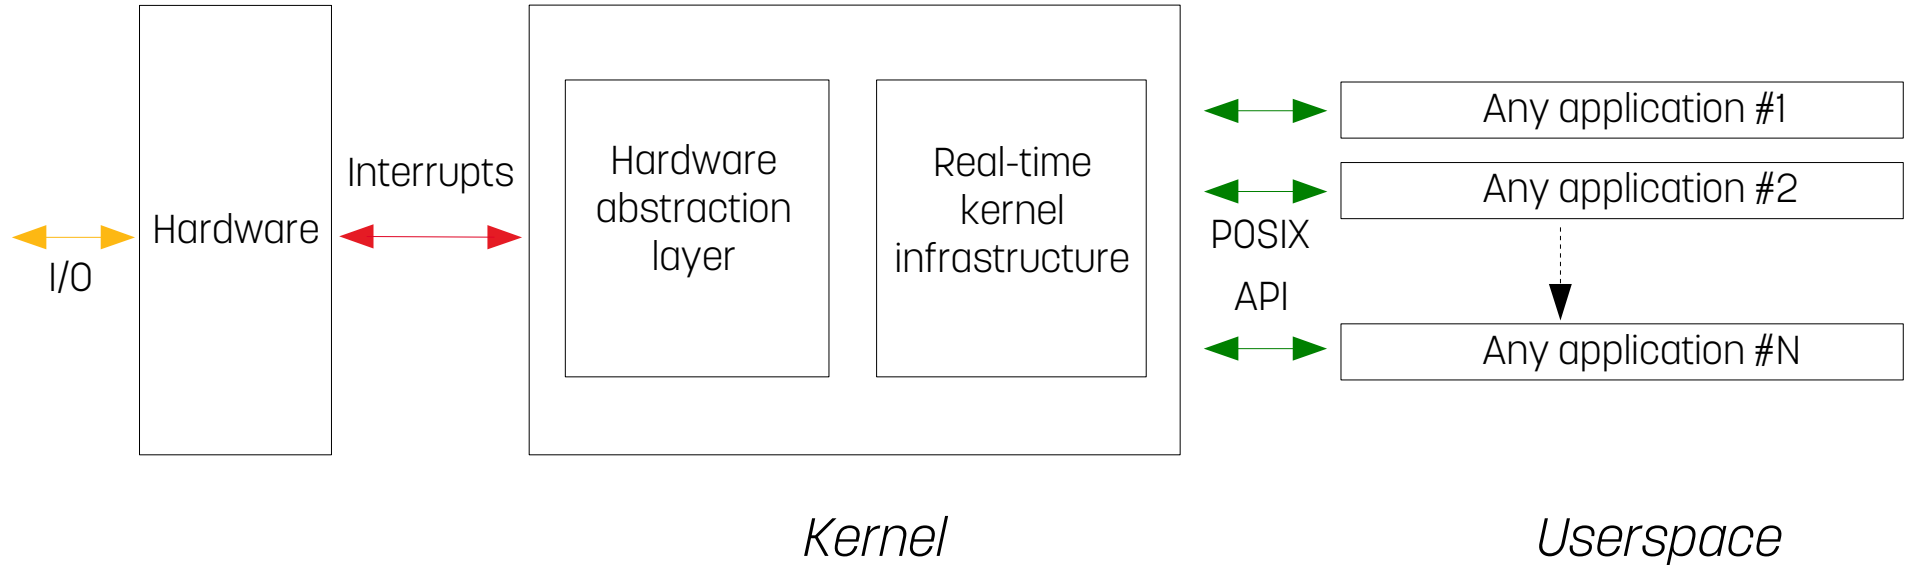 I/O
Hardware
Interrupts
Hardware
abstraction
layer
Real-time
kernel
infrastructure
POSIX
API
Any application #1
Any application #2
Any application #N
Kernel
Userspace